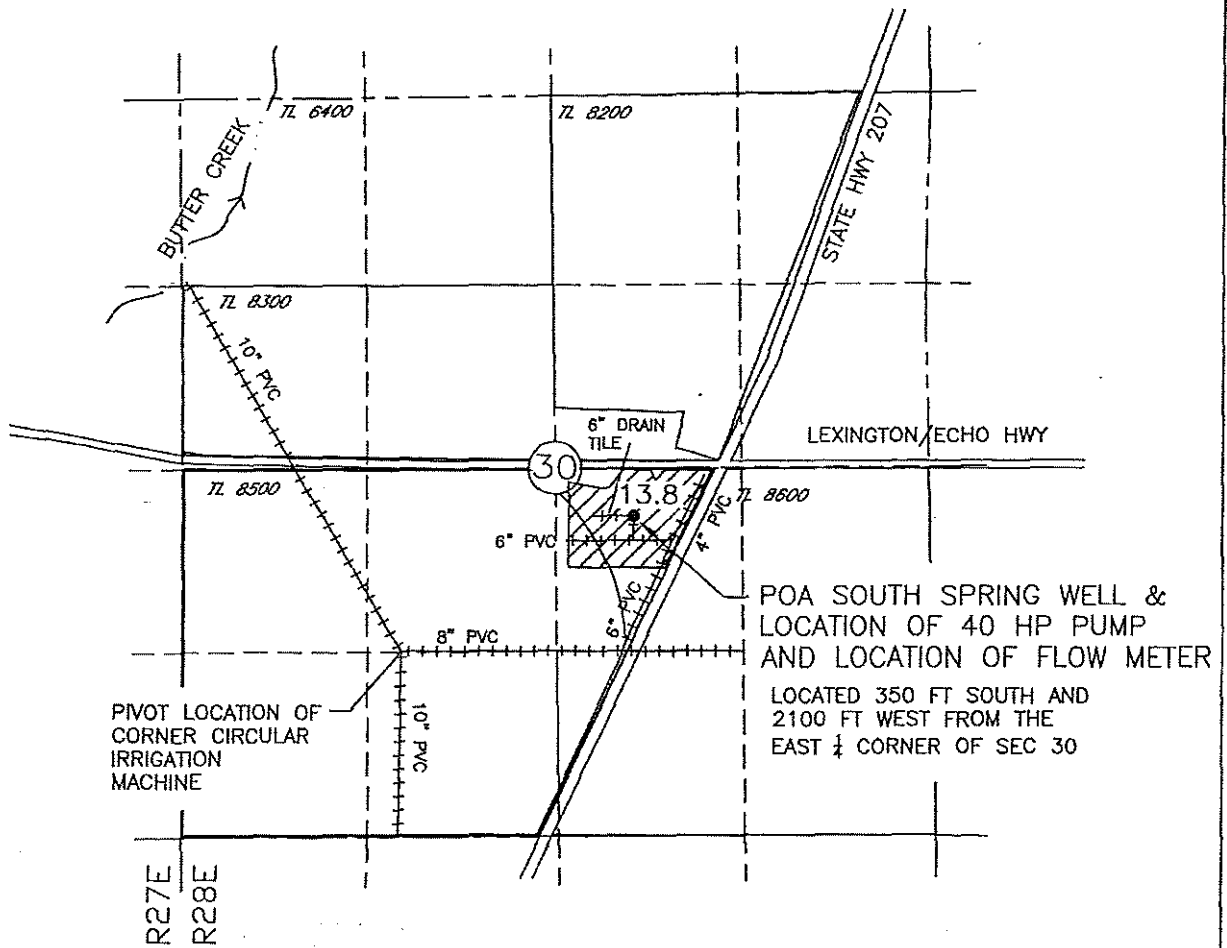 TL 6400
TL 8200
BUTTER CREEK
STATE HWY 207
TL 8300
10" PVC
6" DRAIN
TILE
LEXINGTON/ECHO HWY
30
TL 8500
13.8
TL 8600
6" PVC
4" PVC
6" PVC
8" PVC
POA SOUTH SPRING WELL &
LOCATION OF 40 HP PUMP
AND LOCATION OF FLOW METER
LOCATED 350 FT SOUTH AND
2100 FT WEST FROM THE
EAST ¼ CORNER OF SEC 30
PIVOT LOCATION OF
CORNER CIRCULAR
IRRIGATION
MACHINE
10" PVC
R27E
R28E